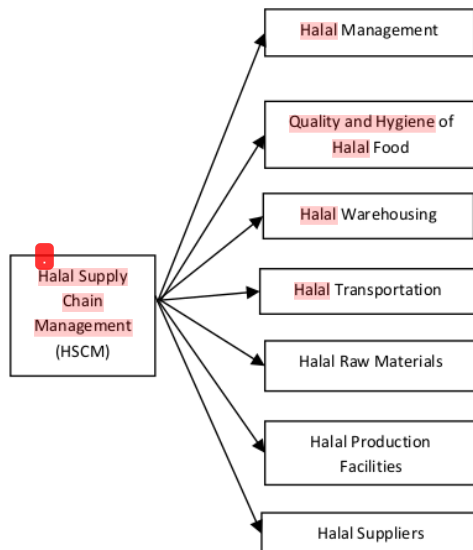 Halal Management
Quality and Hygiene of
Halal Food
Halal Warehousing
Halal Supply
Chain
Management
(HSCM)
Halal Transportation
Halal Raw Materials
Halal Production
Facilities
Halal Suppliers